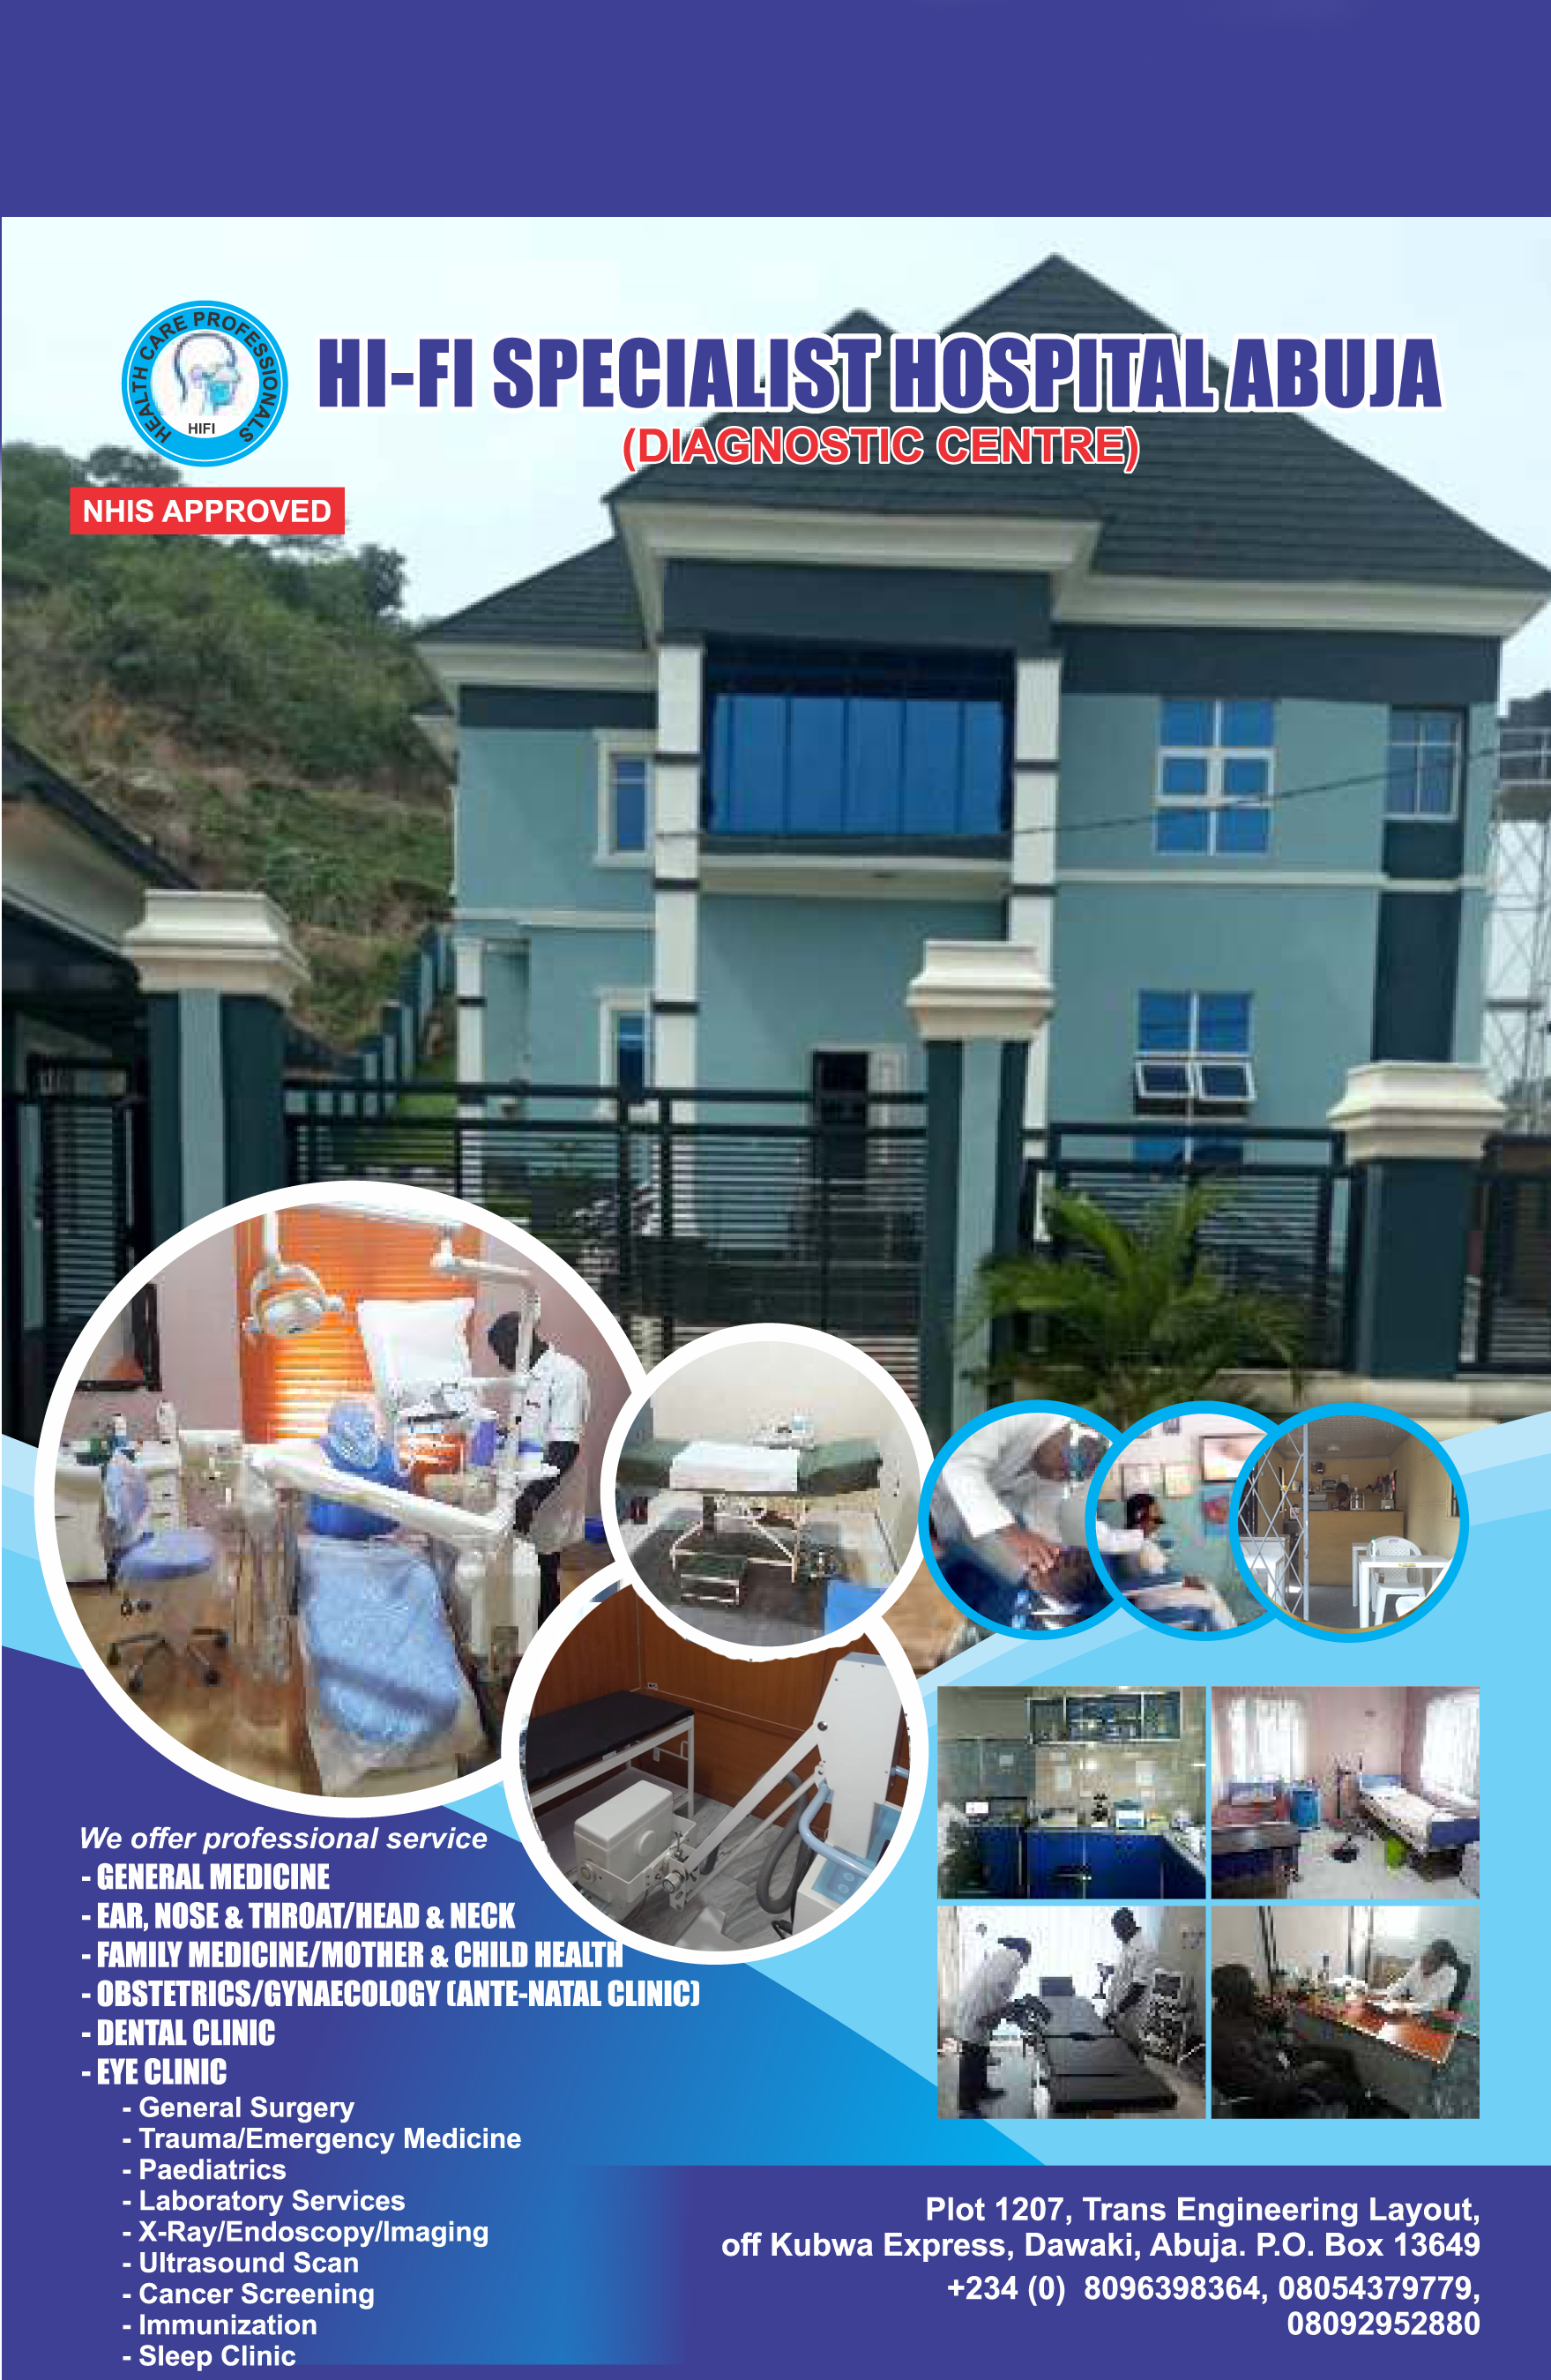 HEALTH CARE PROFESSIONALS
HIFI
HI-FI SPECIALIST HOSPITAL ABUJA
(DIAGNOSTIC CENTRE)
NHIS APPROVED
We offer professional service
- GENERAL MEDICINE
- EAR, NOSE & THROAT/HEAD & NECK
- FAMILY MEDICINE/MOTHER & CHILD HEALTH
- OBSTETRICS/GYNAECOLOGY (ANTE-NATAL CLINIC)
- DENTAL CLINIC
- EYE CLINIC
- General Surgery
- Trauma/Emergency Medicine
- Paediatrics
- Laboratory Services
- X-Ray/Endoscopy/Imaging
- Ultrasound Scan
- Cancer Screening
- Immunization
- Sleep Clinic
Plot 1207, Trans Engineering Layout,
off Kubwa Express, Dawaki, Abuja. P.O. Box 13649
+234 (0)  8096398364, 08054379779,
08092952880